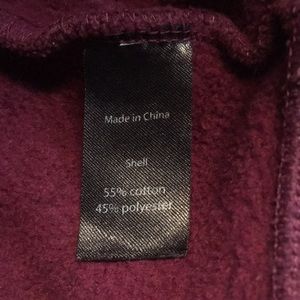 Made in China
Shell
55% cotton
45% polyester